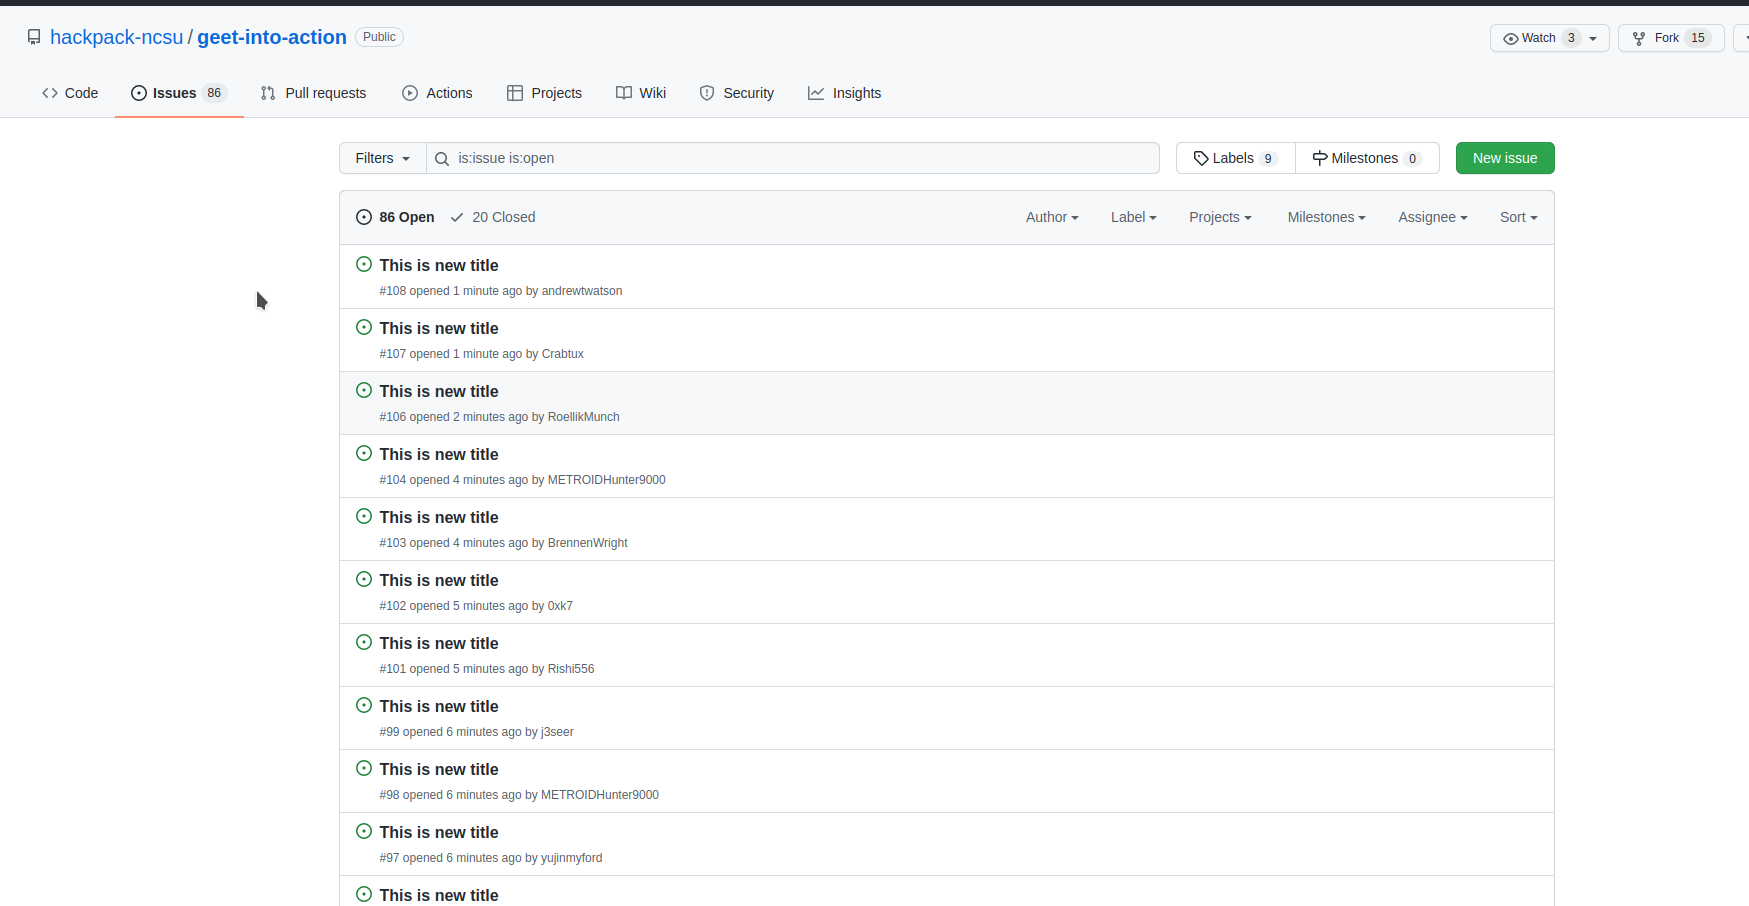 hackpack-ncsu / geet-into-action Public
Watch 3
Fork 15
Code
Issues 86
Pull requests
Actions
Projects
Wiki
Security
Insights
Filters
is:issue is:open
Labels 9
Milestones 0
New issue
86 Open
20 Closed
Author
Label
Projects
Milestones
Assignee
Sort
This is new title
#108 opened 1 minute ago by andrewtwatson
This is new title
#107 opened 1 minute ago by Crabtux
This is new title
#106 opened 2 minutes ago by RoellikMunch
This is new title
#104 opened 4 minutes ago by METROIDHunter9000
This is new title
#103 opened 4 minutes ago by BrennenWright
This is new title
#102 opened 5 minutes ago by 0xk7
This is new title
#101 opened 5 minutes ago by Rishi556
This is new title
#99 opened 6 minutes ago by j3seer
This is new title
#98 opened 6 minutes ago by METROIDHunter9000
This is new title
#97 opened 6 minutes ago by yujinmyford
This is new title